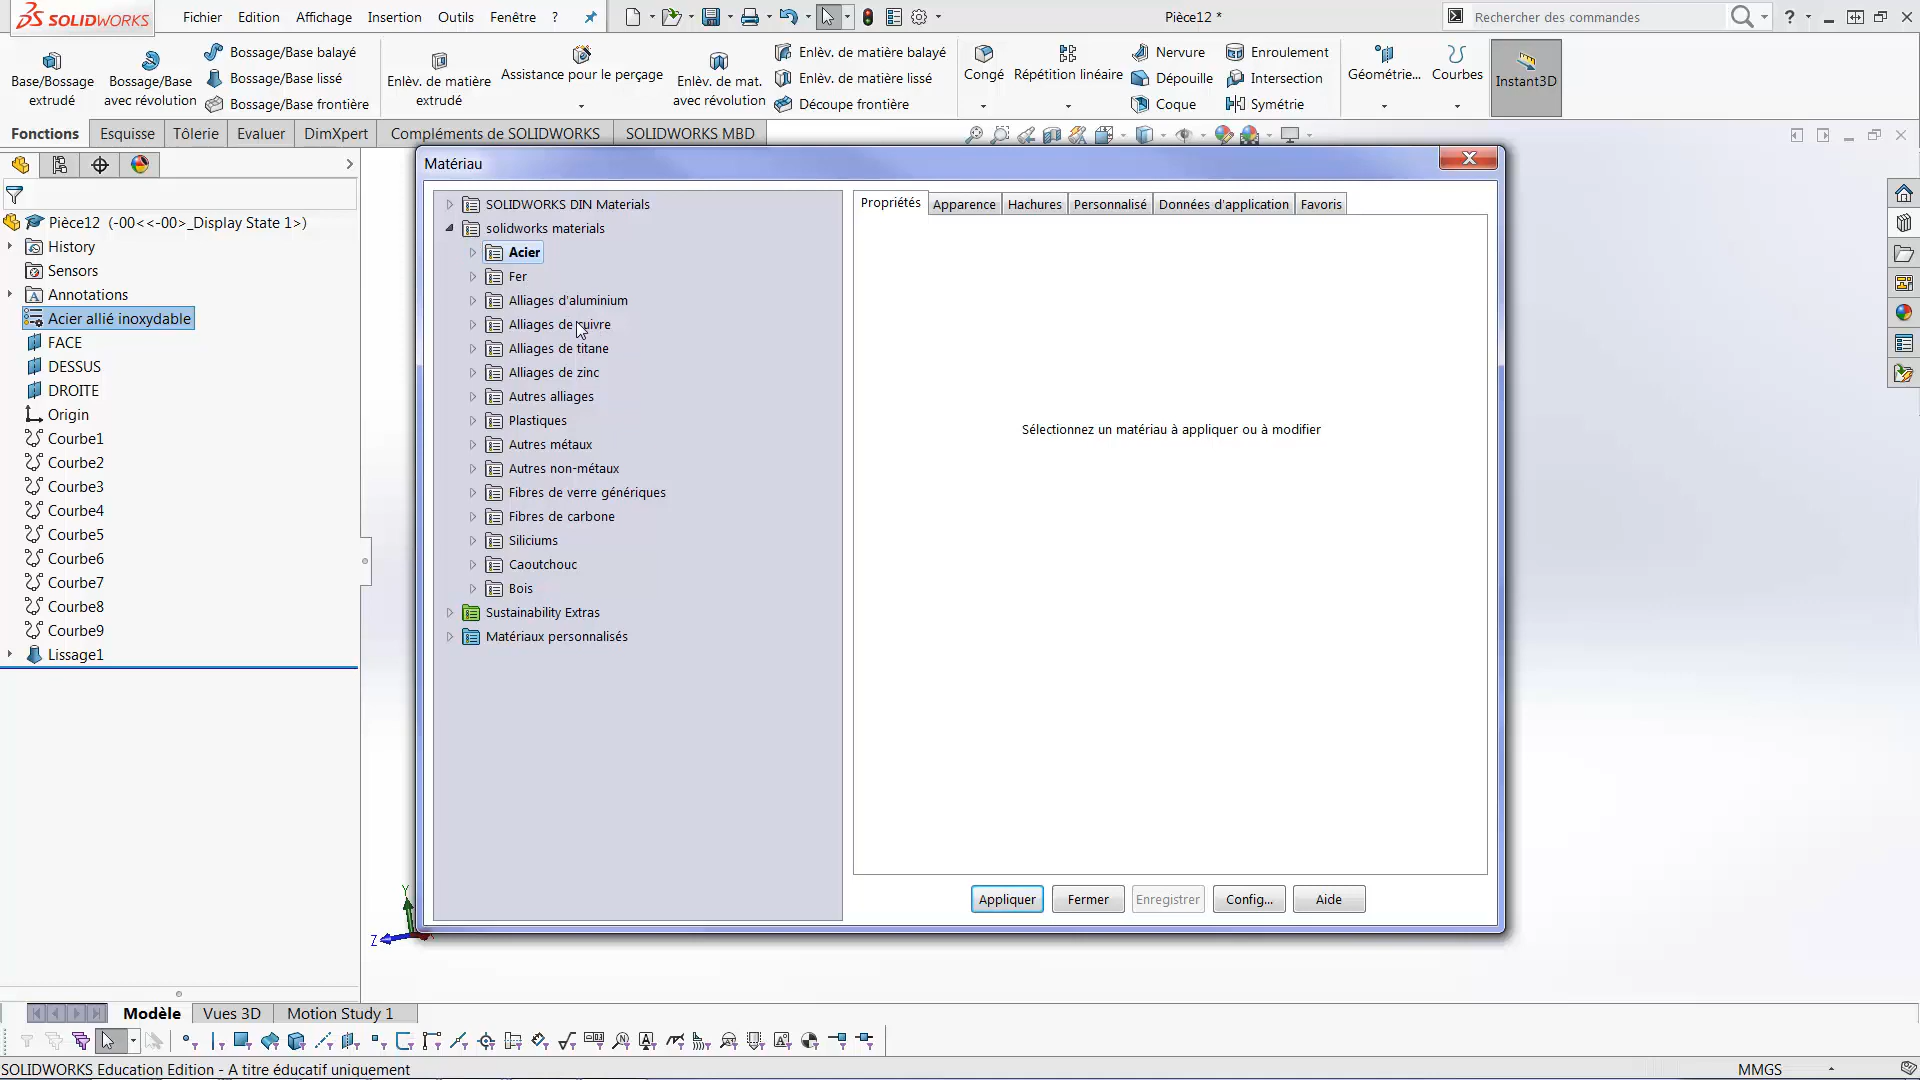 SOLIDWORKS
Fichier Edition Affichage Insertion Outils Fenêtre ?
Pièce12 *
Rechercher des commandes
Base/Bossage extrudé
Bossage/Base avec révolution
Bossage/Base balayé
Bossage/Base lissé
Bossage/Base frontière
Enlèv. de matière extrudé
Assistance pour le perçage
Enlèv. de mat. avec révolution
Enlèv. de matière balayé
Enlèv. de matière lissé
Découpe frontière
Congé
Répétition linéaire
Nervure
Dépouille
Coque
Enroulement
Intersection
Symétrie
Géométrie...
Courbes
Instant3D
Fonctions Esquisse Tôlerie Evaluer DimXpert Compléments de SOLIDWORKS SOLIDWORKS MBD
Pièce12 (-00<<-00>_Display State 1>)
History
Sensors
Annotations
Acier allié inoxydable
FACE
DESSUS
DROITE
Origin
Courbe1
Courbe2
Courbe3
Courbe4
Courbe5
Courbe6
Courbe7
Courbe8
Courbe9
Lissage1
Matériau
SOLIDWORKS DIN Materials
solidworks materials
Acier
Fer
Alliages d'aluminium
Alliages de cuivre
Alliages de titane
Alliages de zinc
Autres alliages
Plastiques
Autres métaux
Autres non-métaux
Fibres de verre génériques
Fibres de carbone
Siliciums
Caoutchouc
Bois
Sustainability Extras
Matériaux personnalisés
Propriétés Apparence Hachures Personnalisé Données d'application Favoris
Sélectionnez un matériau à appliquer ou à modifier
Appliquer Fermer Enregistrer Config... Aide
Y
Z
Modèle Vues 3D Motion Study 1
SOLIDWORKS Education Edition - A titre éducatif uniquement
MMGS